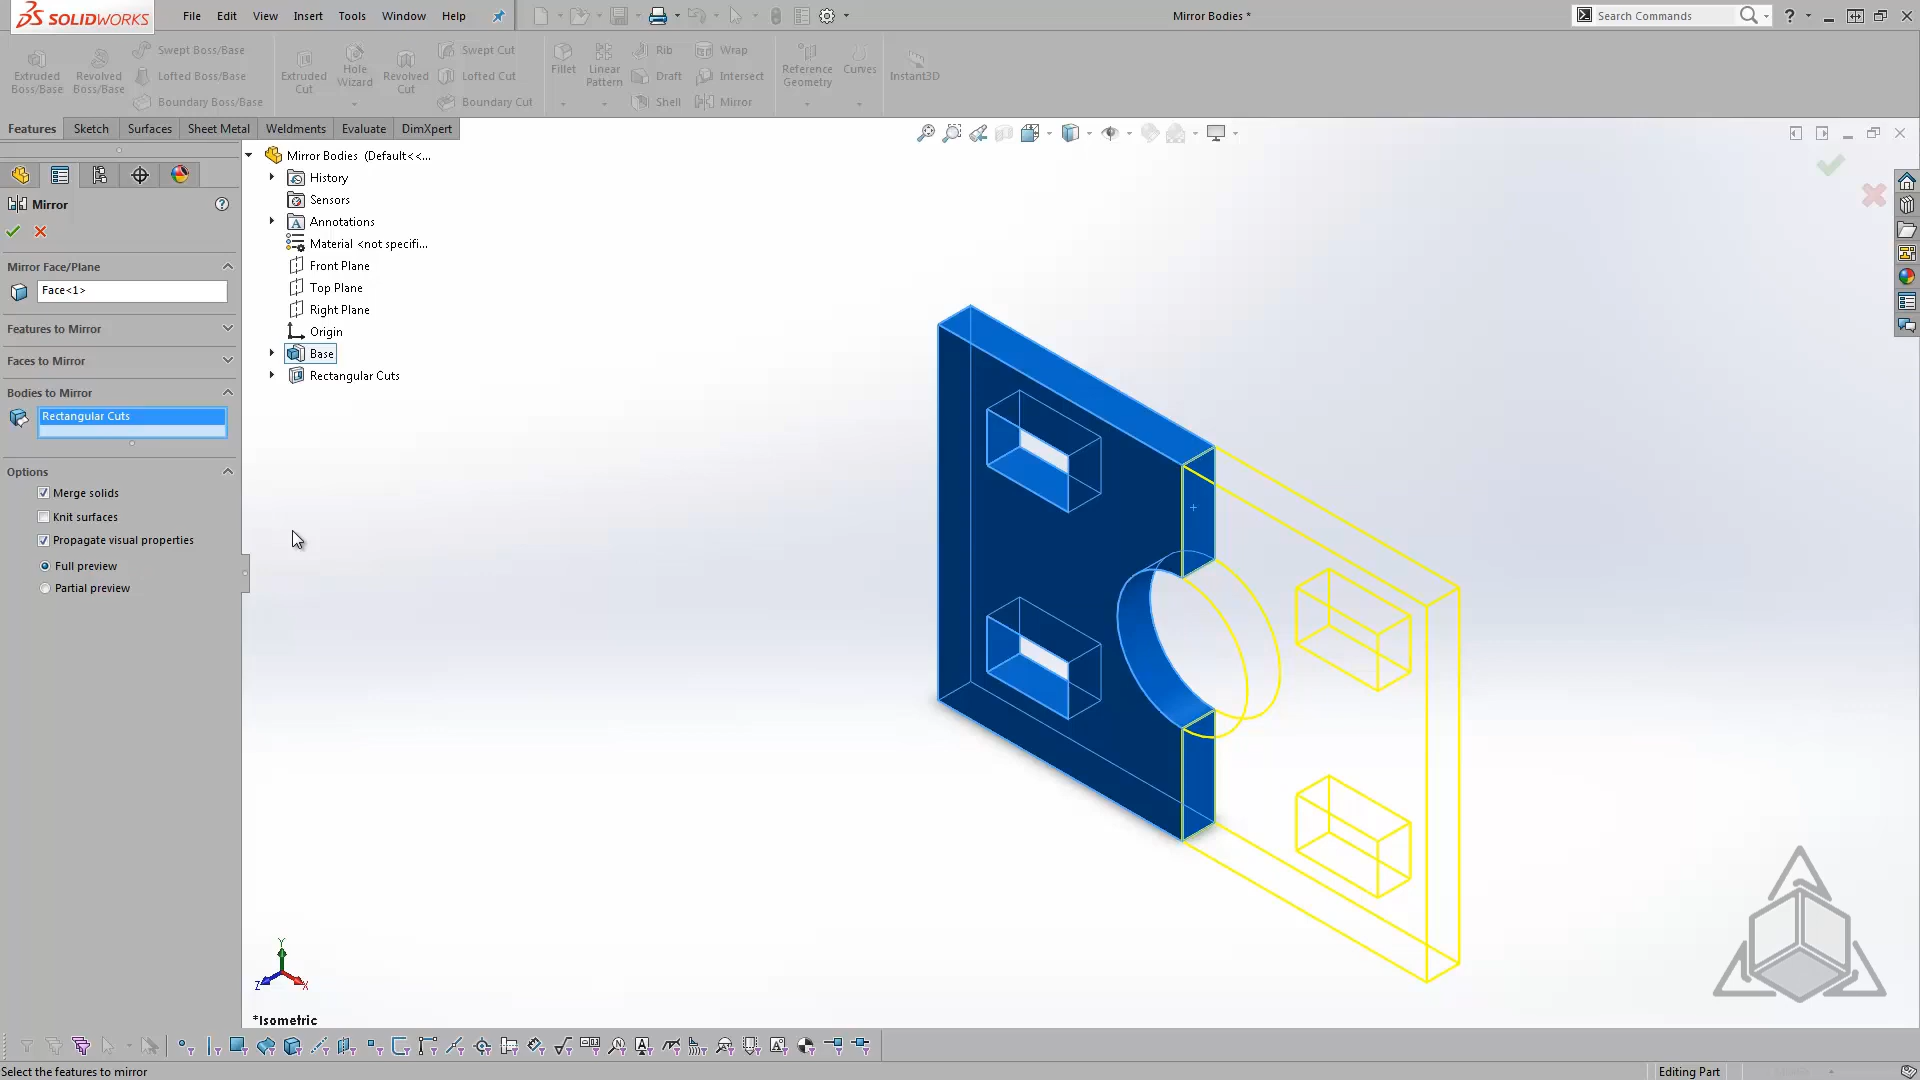 SOLIDWORKS
File Edit View Insert Tools Window Help
Mirror Bodies *
Search Commands
?
Extruded Boss/Base
Revolved Boss/Base
Swept Boss/Base
Lofted Boss/Base
Boundary Boss/Base
Extruded Cut
Hole Wizard
Revolved Cut
Swept Cut
Lofted Cut
Boundary Cut
Fillet
Linear Pattern
Rib
Draft
Shell
Wrap
Intersect
Mirror
Reference Geometry
Curves
Instant3D
Features Sketch Surfaces Sheet Metal Weldments Evaluate DimXpert
Mirror
?
Mirror Face/Plane
Face<1>
Features to Mirror
Faces to Mirror
Bodies to Mirror
Rectangular Cuts
Options
Merge solids
Knit surfaces
Propagate visual properties
Full preview
Partial preview
Mirror Bodies (Default<<...
History
Sensors
A Annotations
Material <not specifi...
Front Plane
Top Plane
Right Plane
Origin
Base
Rectangular Cuts
Y
Z
X
*Isometric
Select the features to mirror
Editing Part